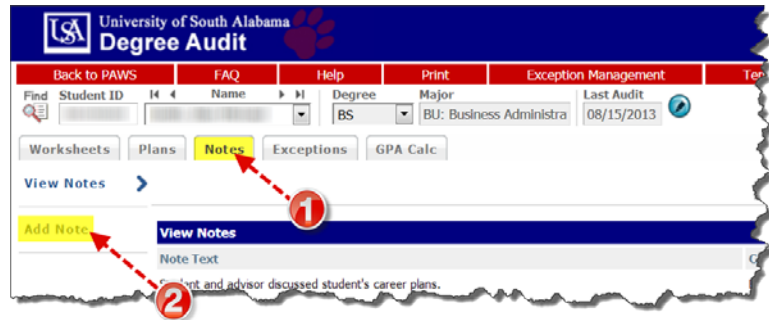 USA University of South Alabama
Degree Audit
Back to PAWS FAQ Help Print Exception Management
Find Student ID Name Degree Major Last Audit
BS BU: Business Administra 08/15/2013
Worksheets Plans Notes Exceptions GPA Calc
View Notes
1
Add Note
View Notes
Note Text
Student and advisor discussed student's career plans.
2